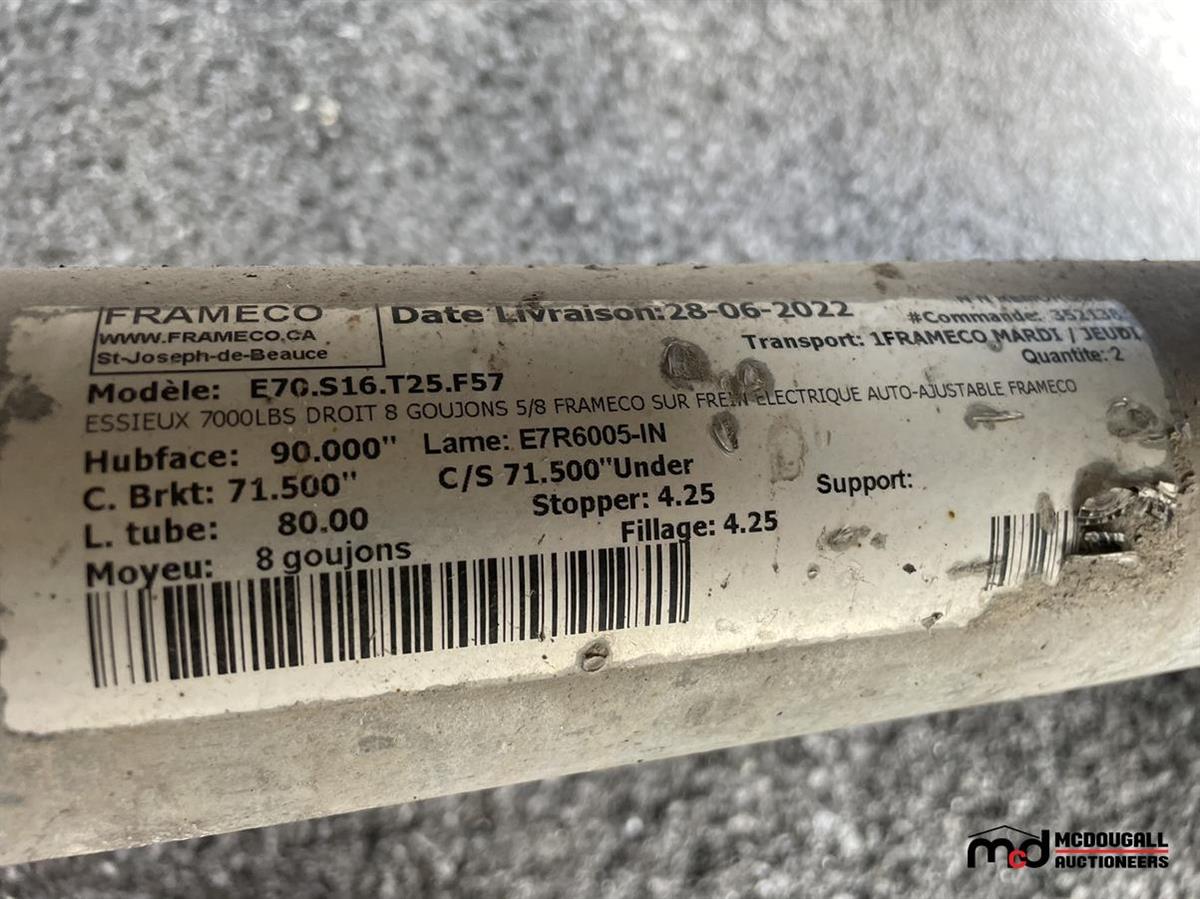 FRAMECO
WWW.FRAMECO.CA
St-Joseph-de-Beauce
Date Livraison:28-06-2022
#Commande: 352136
Transport: 1FRAMECO MARDI / JEUDI
Quantite: 2
Modèle: E70.S16.T25.F57
ESSIEUX 7000LBS DROIT 8 GOUJONS 5/8 FRAMECO SUR FREIN ELECTRIQUE AUTO-AJUSTABLE FRAMECO
Hubface: 90.000" Lame: E7R6005-IN
C. Brkt: 71.500" C/S 71.500"Under
L. tube: 80.00 Stopper: 4.25 Support:
Moyeu: 8 goujons Fillage: 4.25
mcd MCDOUGALL
AUCTIONEERS